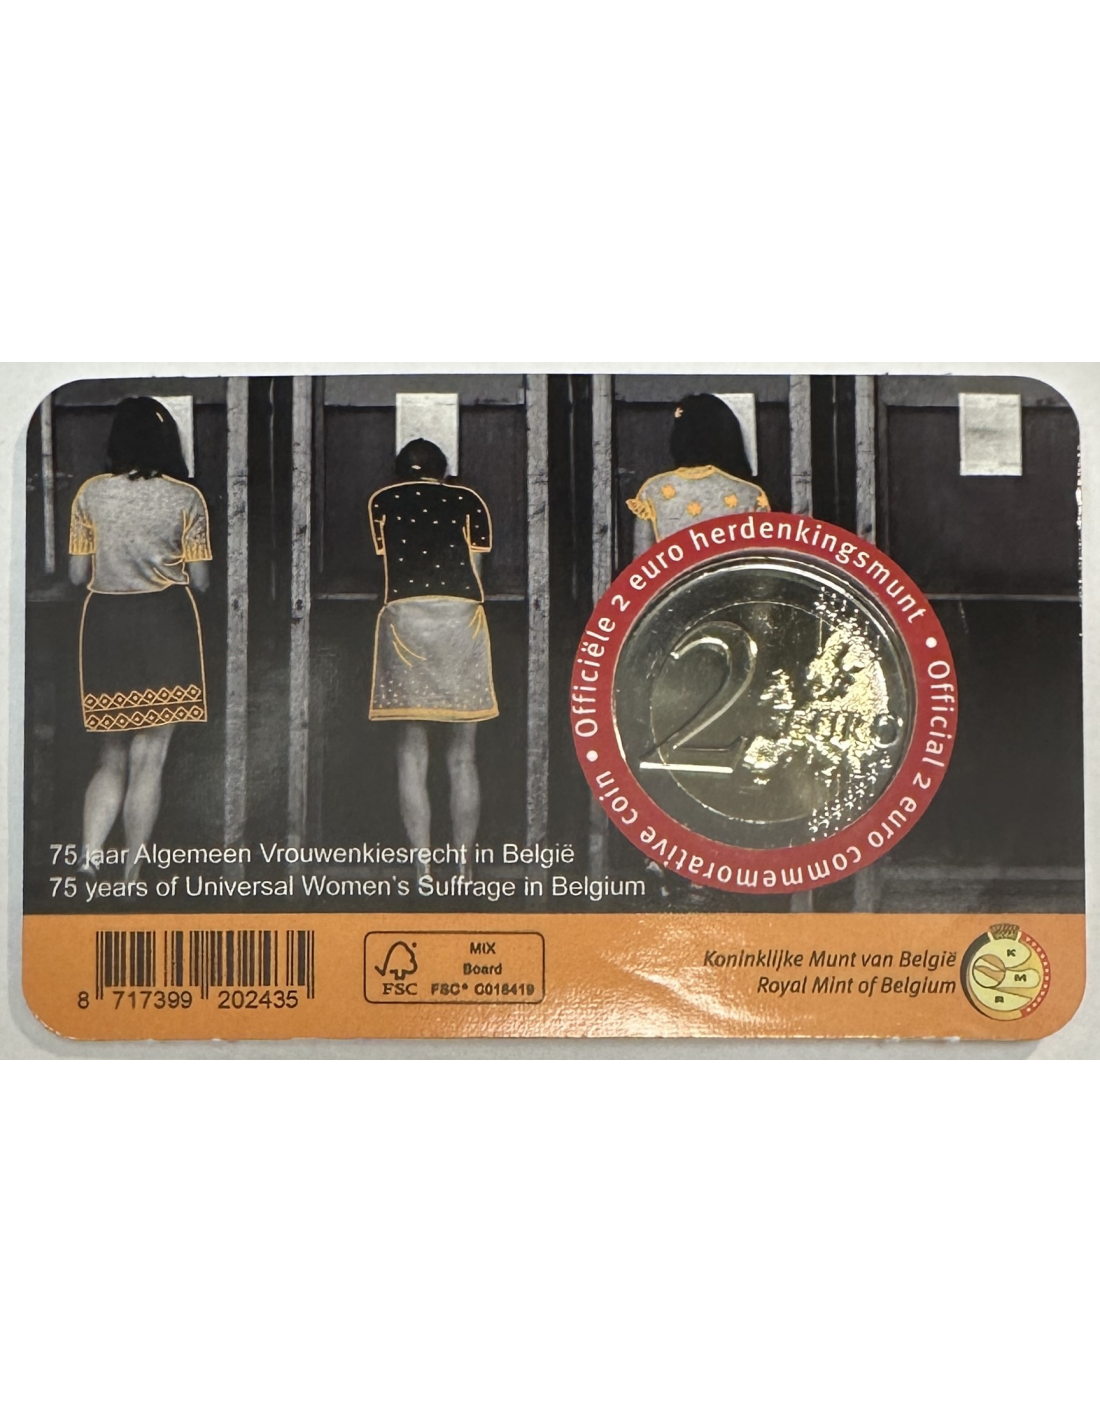 • Officiële 2 euro herdenkingsmunt
• Official 2 euro commemorative coin
2 EURO
75 jaar Algemeen Vrouwenkiesrecht in België
75 years of Universal Women's Suffrage in Belgium
8 717399 202435
FSC
MIX
Board
FSC® C016419
Koninklijke Munt van België
Royal Mint of Belgium
K
M
R